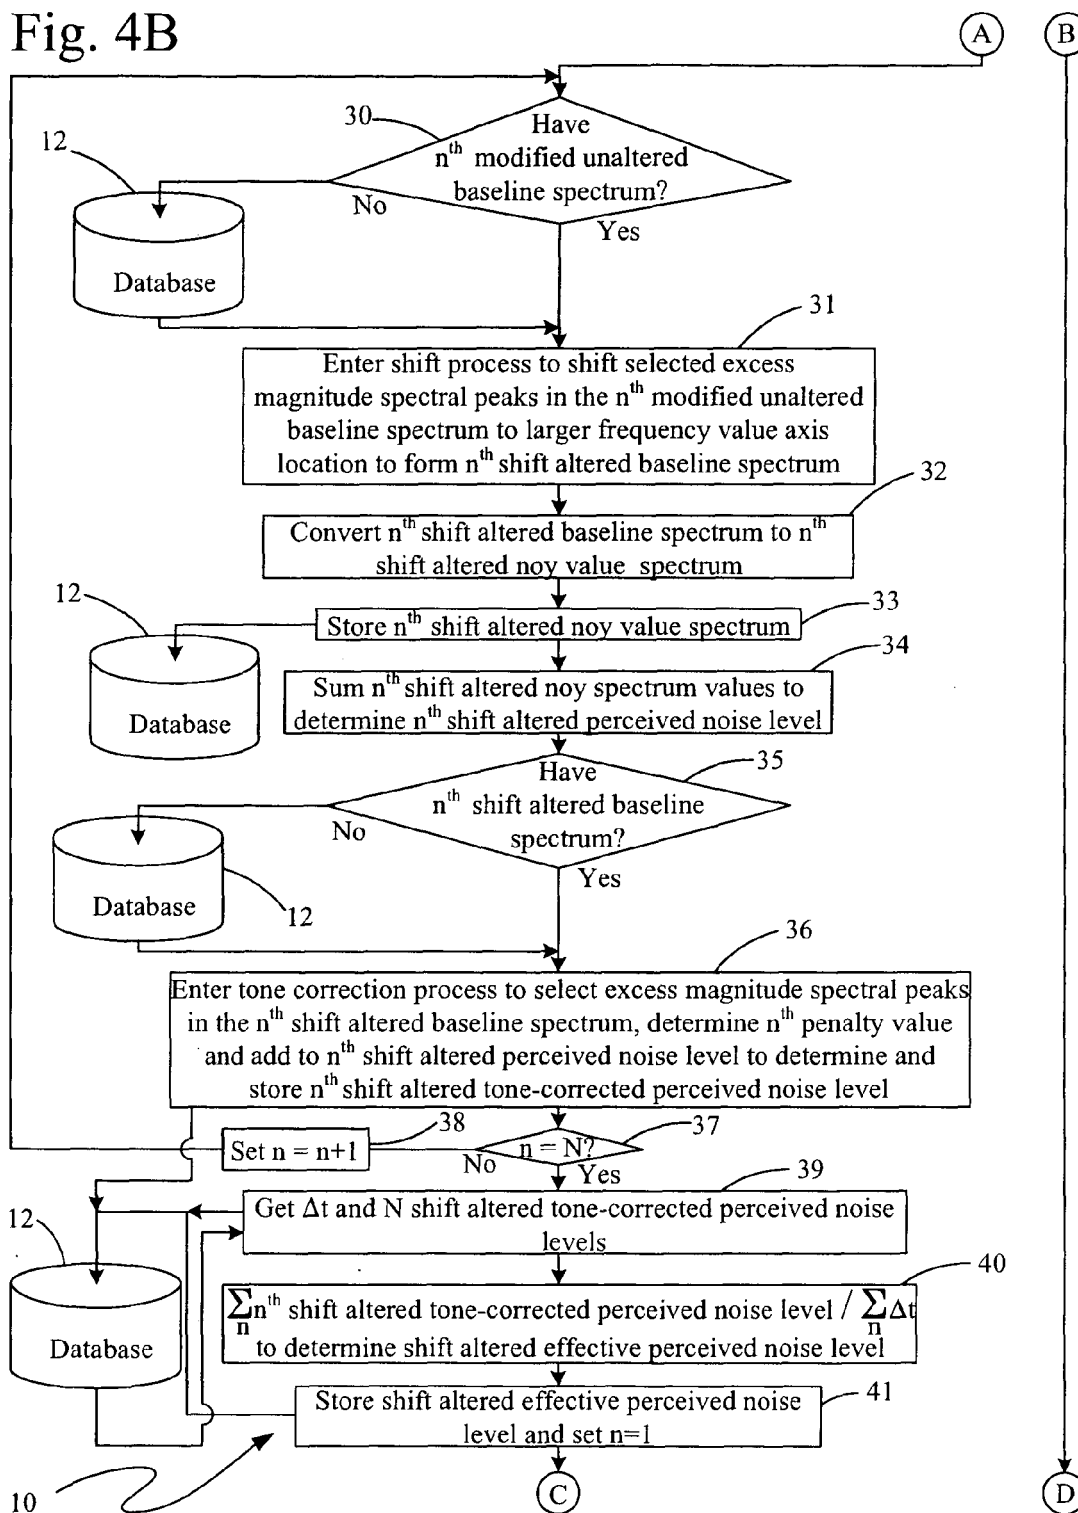 Fig. 4B
A
B
30
Have
nth modified unaltered
baseline spectrum?
12
No
Yes
Database
31
Enter shift process to shift selected excess
magnitude spectral peaks in the nth modified unaltered
baseline spectrum to larger frequency value axis
location to form nth shift altered baseline spectrum
32
Convert nth shift altered baseline spectrum to nth
shift altered noy value spectrum
12
33
Store nth shift altered noy value spectrum
34
Sum nth shift altered noy spectrum values to
determine nth shift altered perceived noise level
Database
35
Have
nth shift altered baseline
spectrum?
No
Yes
Database
12
36
Enter tone correction process to select excess magnitude spectral peaks
in the nth shift altered baseline spectrum, determine nth penalty value
and add to nth shift altered perceived noise level to determine and
store nth shift altered tone-corrected perceived noise level
38
37
Set n = n+1
No
n = N?
Yes
39
12
Get Δt and N shift altered tone-corrected perceived noise
levels
40
∑n nth shift altered tone-corrected perceived noise level / ∑n Δt
to determine shift altered effective perceived noise level
Database
41
Store shift altered effective perceived noise
level and set n=1
10
C
D